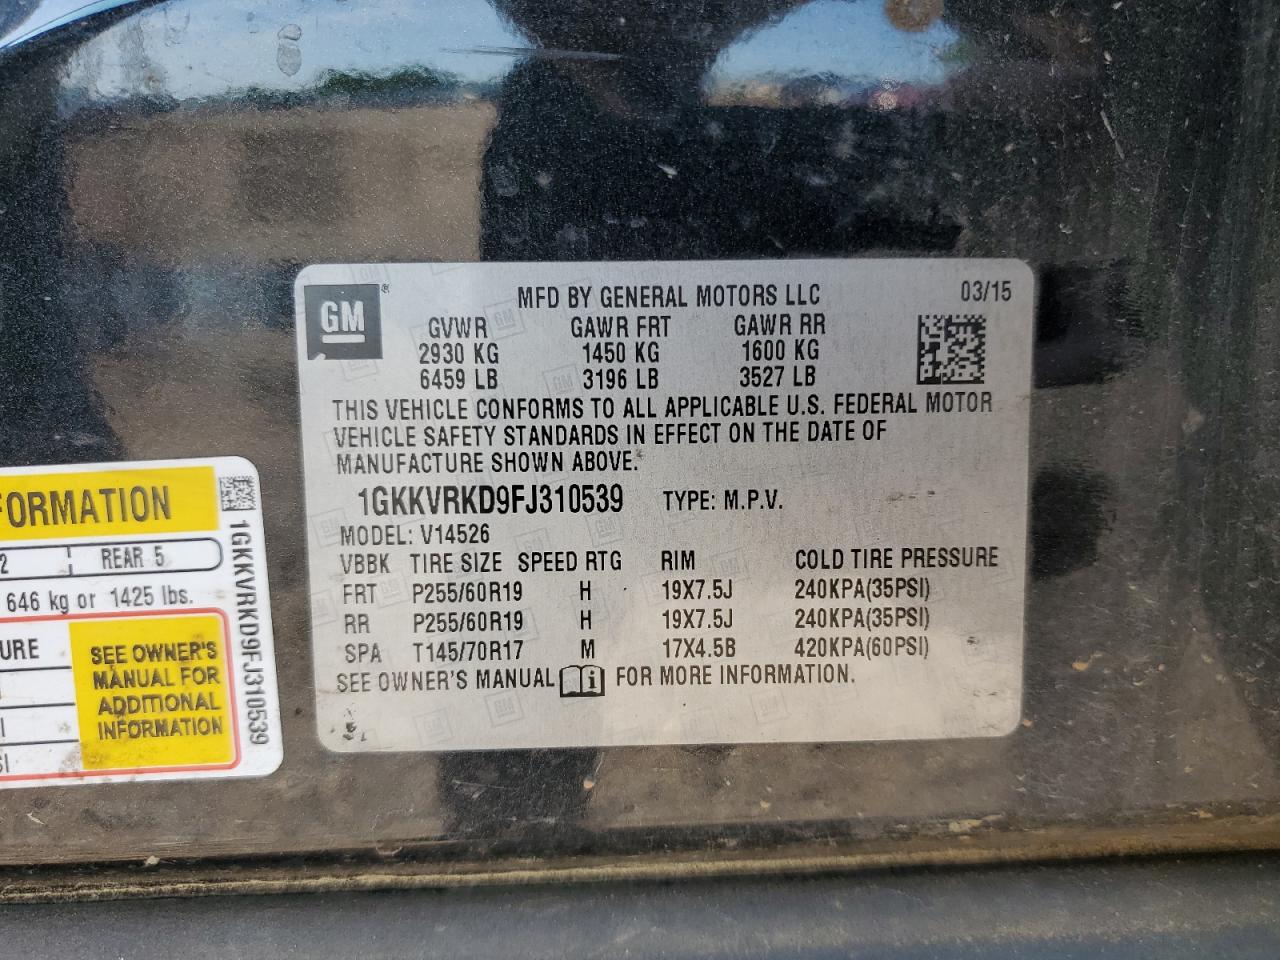 GM
®
MFD BY GENERAL MOTORS LLC
03/15
GVWR GAWR FRT GAWR RR
2930 KG 1450 KG 1600 KG
6459 LB 3196 LB 3527 LB
THIS VEHICLE CONFORMS TO ALL APPLICABLE U.S. FEDERAL MOTOR
VEHICLE SAFETY STANDARDS IN EFFECT ON THE DATE OF
MANUFACTURE SHOWN ABOVE.
1GKKVRKD9FJ310539 TYPE: M.P.V.
MODEL: V14526
VBBK TIRE SIZE SPEED RTG RIM COLD TIRE PRESSURE
FRT P255/60R19 H 19X7.5J 240KPA(35PSI)
RR P255/60R19 H 19X7.5J 240KPA(35PSI)
SPA T145/70R17 M 17X4.5B 420KPA(60PSI)
SEE OWNER'S MANUAL i FOR MORE INFORMATION.
FORMATION
2 REAR 5
646 kg or 1425 lbs.
URE
SI
SEE OWNER'S
MANUAL FOR
ADDITIONAL
INFORMATION
1GKKVRKD9FJ310539